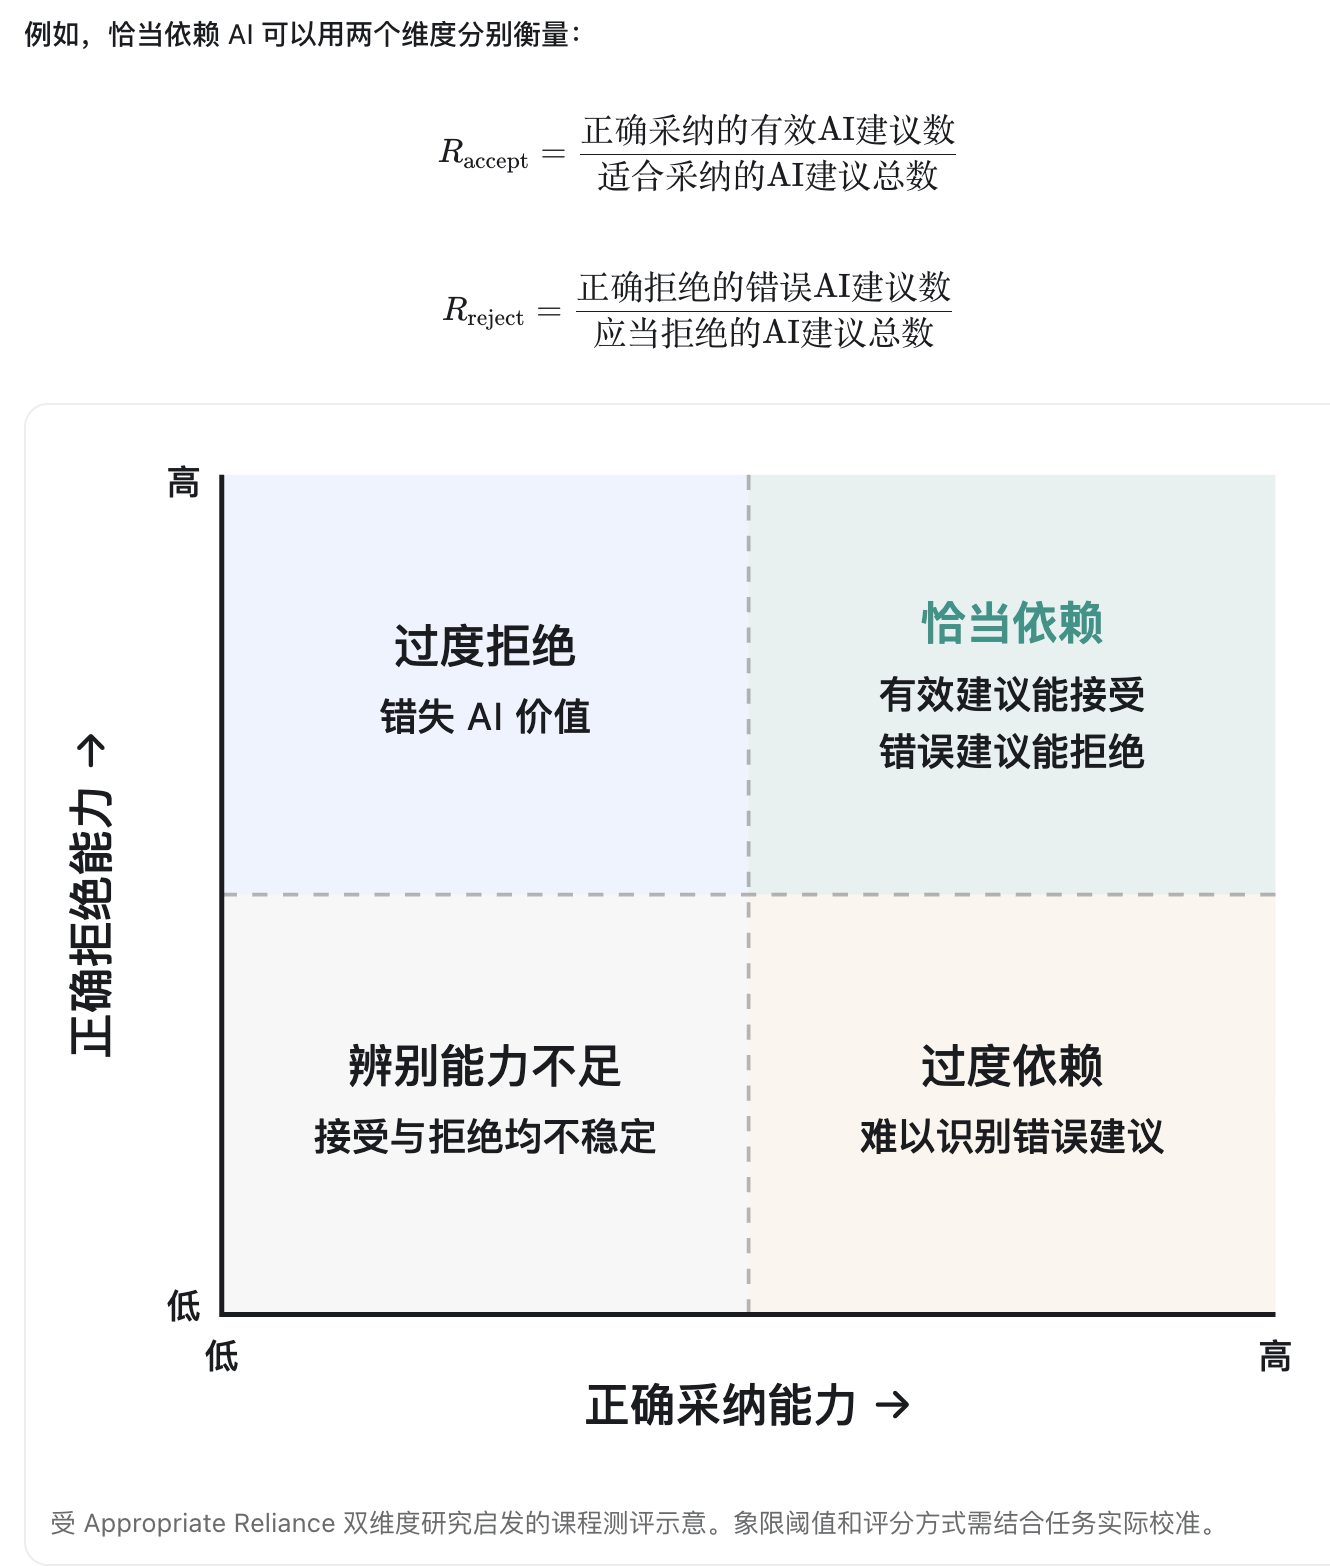 例如，恰当依赖 AI 可以用两个维度分别衡量：
R_accept = 正确采纳的有效AI建议数 / 适合采纳的AI建议总数
R_reject = 正确拒绝的错误AI建议数 / 应当拒绝的AI建议总数
高
过度拒绝
错失 AI 价值
恰当依赖
有效建议能接受
错误建议能拒绝
正确拒绝能力 →
辨别能力不足
接受与拒绝均不稳定
过度依赖
难以识别错误建议
低
低
高
正确采纳能力 →
受 Appropriate Reliance 双维度研究启发的课程测评示意。象限阈值和评分方式需结合任务实际校准。